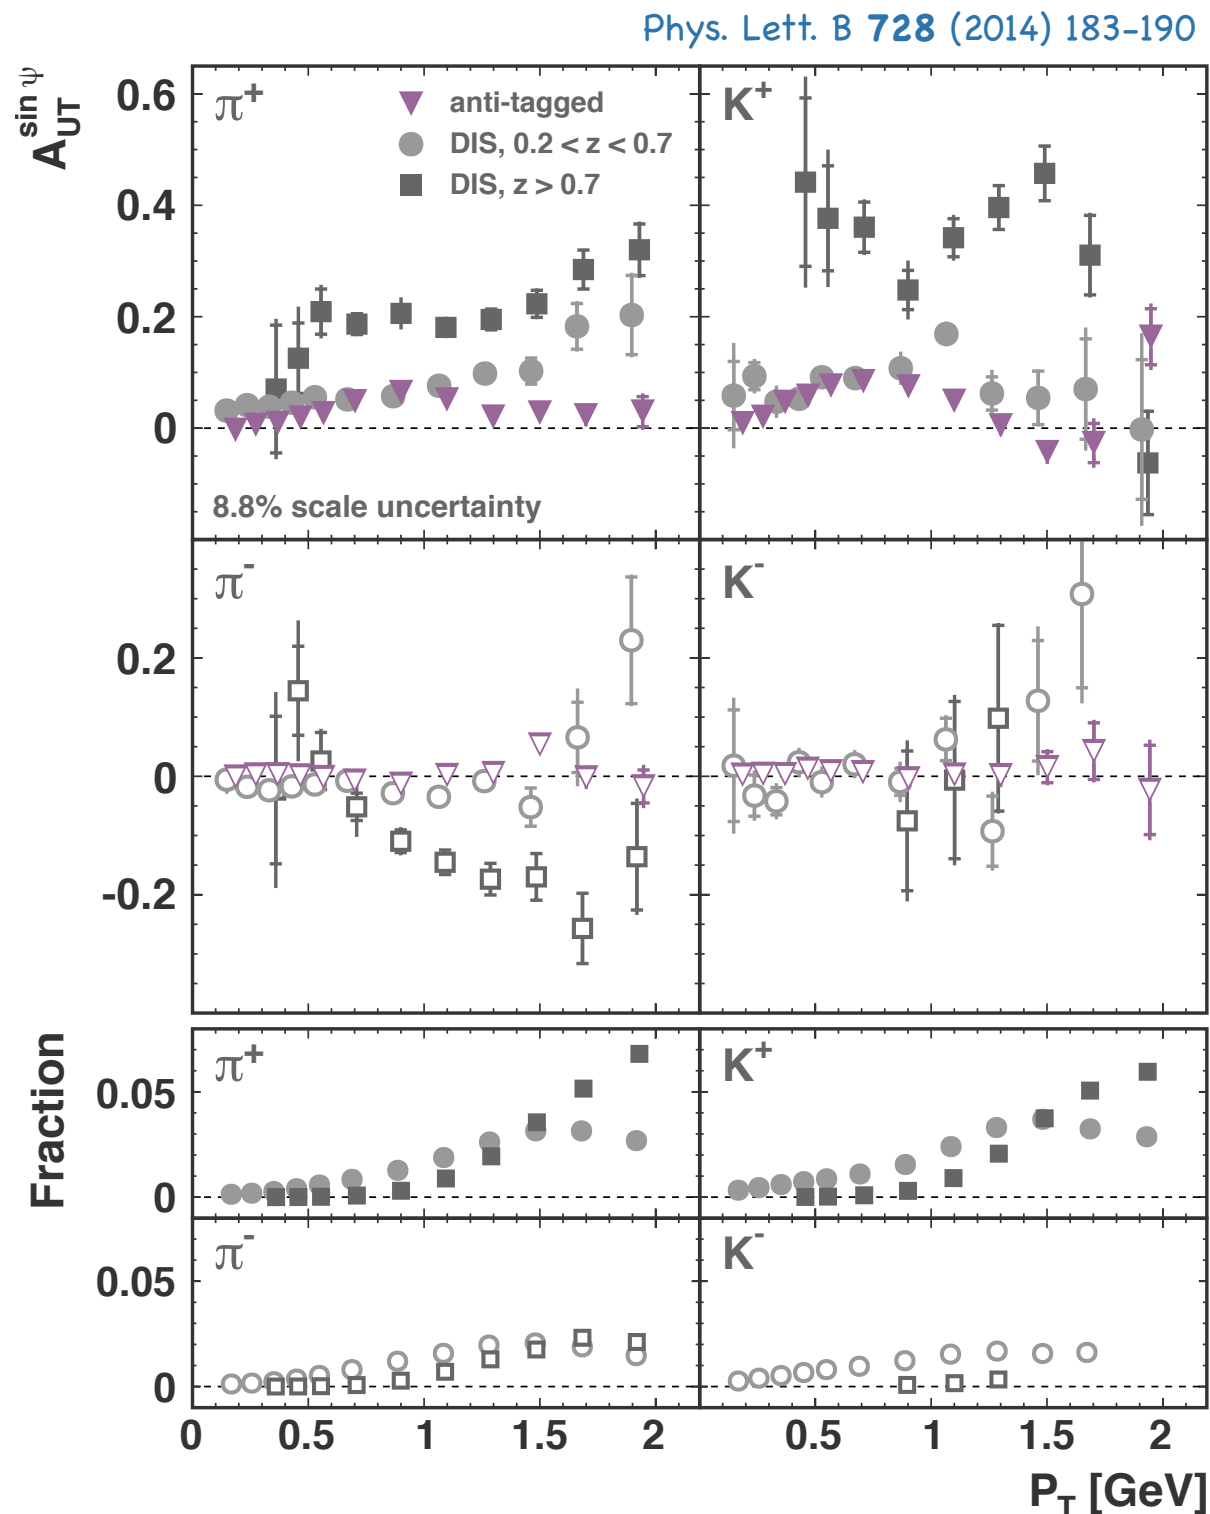 Phys. Lett. B 728 (2014) 183-190
A_UT^sin ψ
π+
anti-tagged
DIS, 0.2 < z < 0.7
DIS, z > 0.7
K+
0.6
0.4
0.2
0
8.8% scale uncertainty
π-
K-
0.2
0
-0.2
Fraction
π+
K+
0.05
0
π-
K-
0.05
0
0 0.5 1 1.5 2 0.5 1 1.5 2
P_T [GeV]